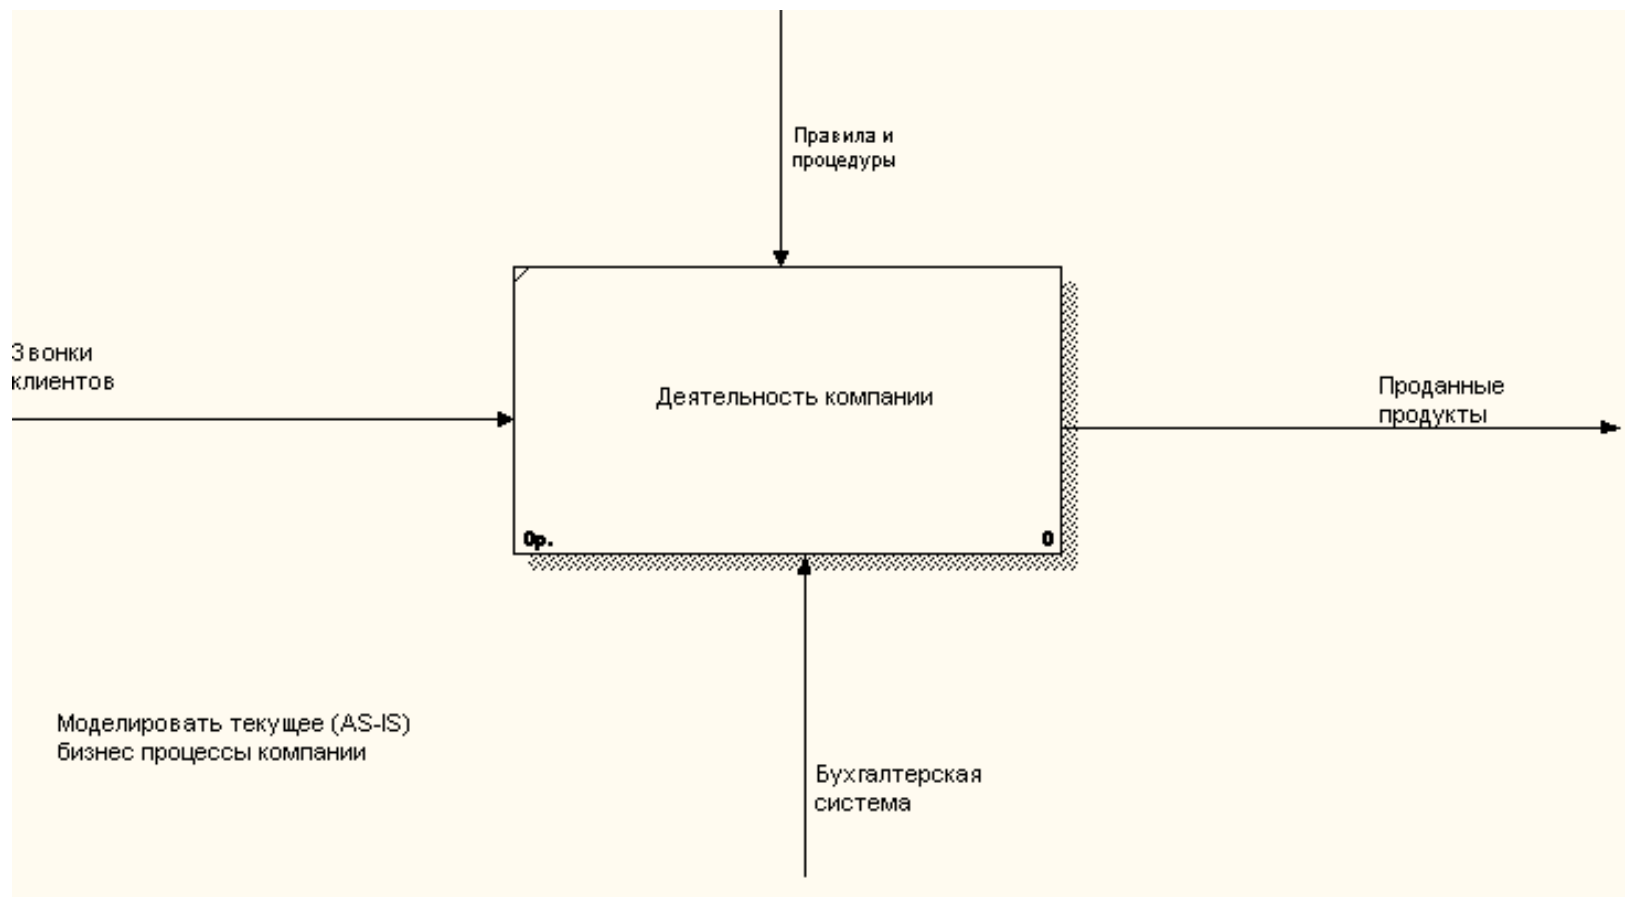 Правила и
процедуры
Звонки
клиентов
Деятельность компании
Проданные
продукты
0р.
0
Моделировать текущее (AS-IS)
бизнес процессы компании
Бухгалтерская
система